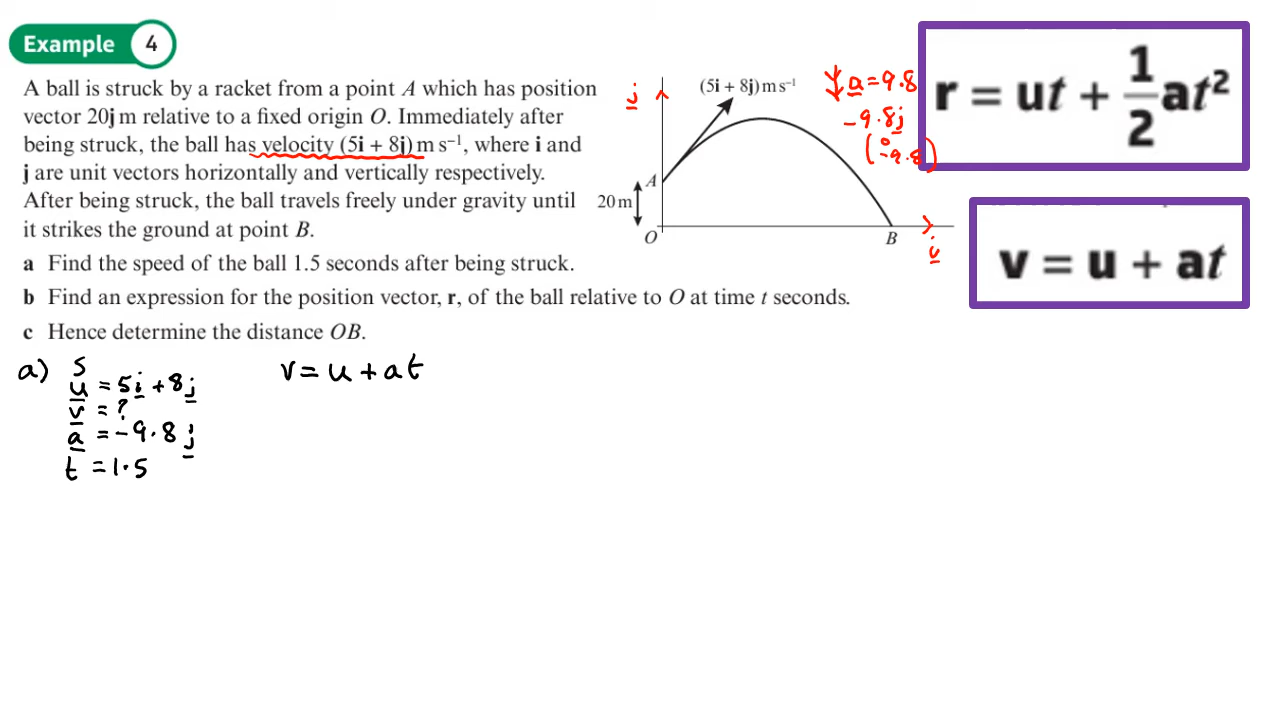 Example 4
A ball is struck by a racket from a point A which has position
vector 20j m relative to a fixed origin O. Immediately after
being struck, the ball has velocity (5i + 8j) m s⁻¹, where i and
j are unit vectors horizontally and vertically respectively.
After being struck, the ball travels freely under gravity until
it strikes the ground at point B.
a Find the speed of the ball 1.5 seconds after being struck.
b Find an expression for the position vector, r, of the ball relative to O at time t seconds.
c Hence determine the distance OB.
j
(5i + 8j) m s⁻¹
A
20 m
O
B
i
a = 9.8
-9.8j
(0
-9.8)
r = ut + 1/2 at²
v = u + at
a) s
u = 5i + 8j
v = ?
a = -9.8j
t = 1.5
v = u + at